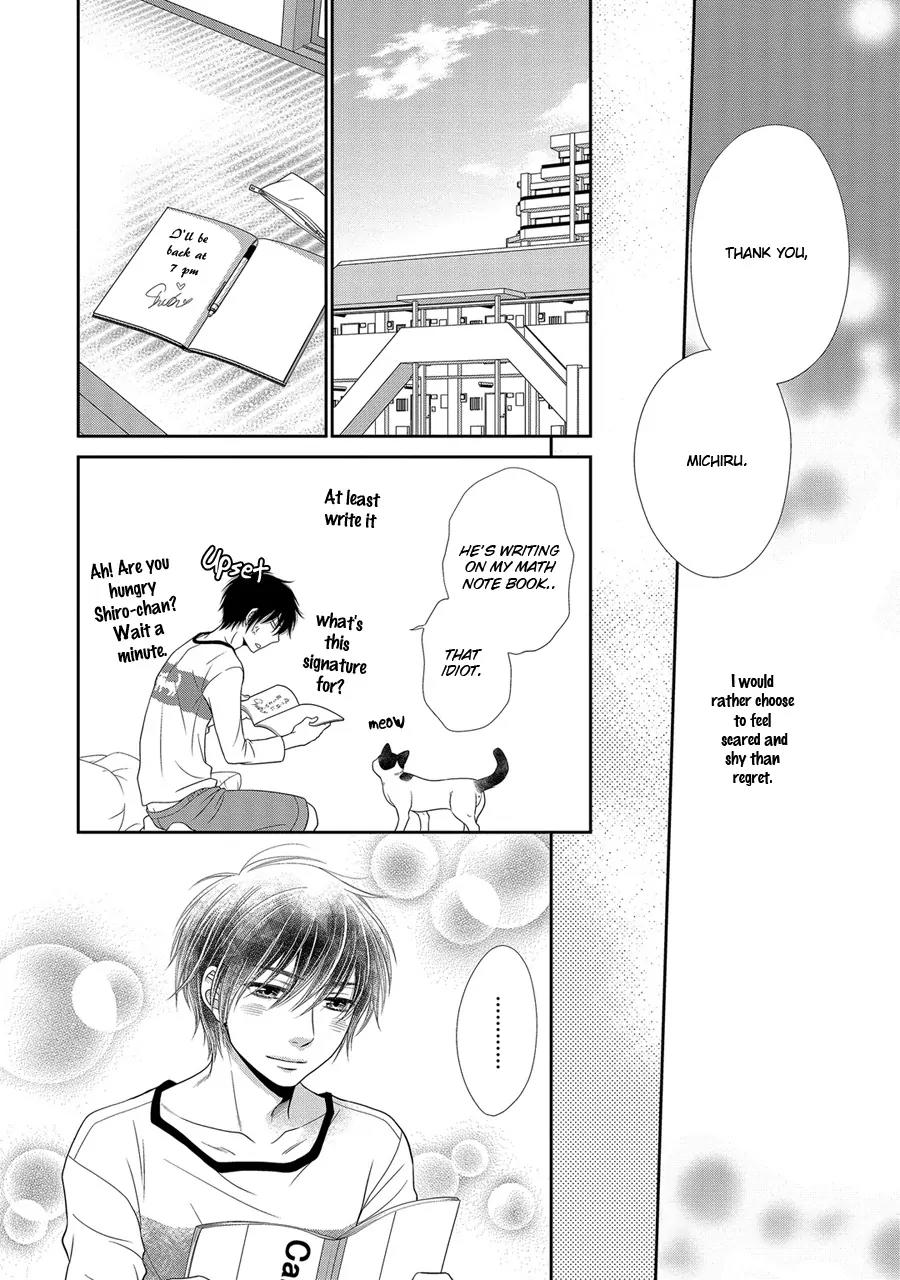 THANK YOU,
MICHIRU.
I would
rather choose
to feel
scared and
shy than
regret.
I'll be
back at
7 pm
HE'S WRITING
ON MY MATH
NOTE BOOK..
THAT
IDIOT.
At least
write it
Upset
what's
this
signature
for?
Ah! Are you
hungry
Shiro-chan?
Wait a
minute.
meow
..........
Ca